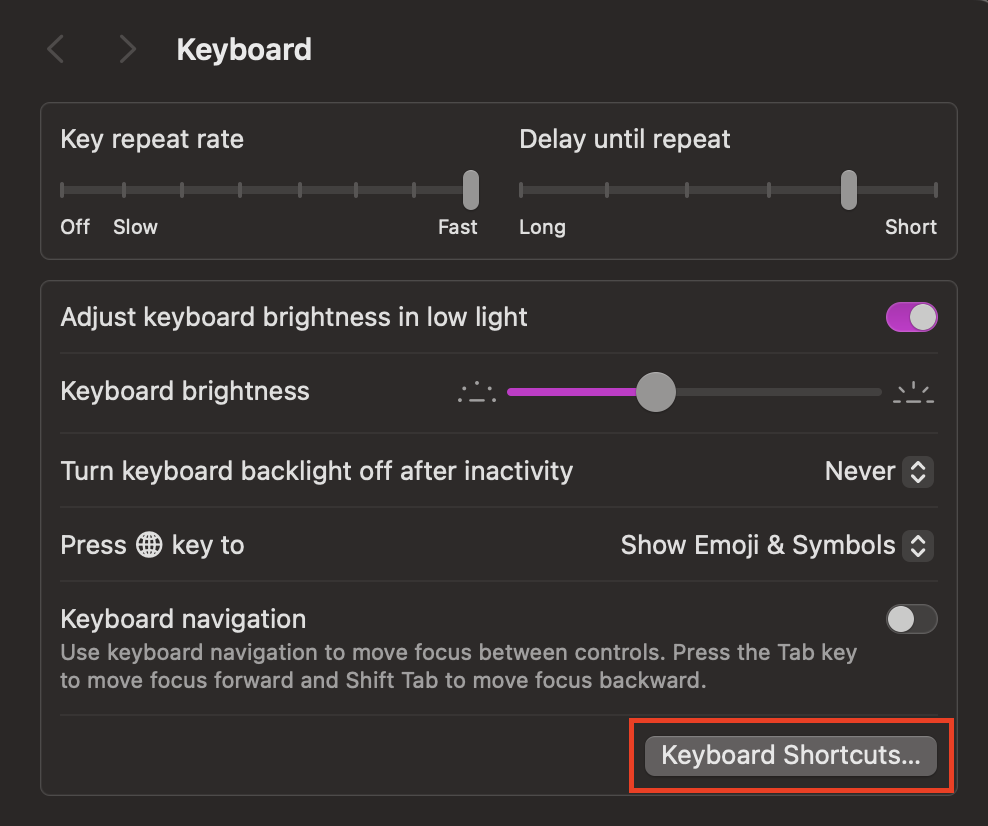 Keyboard
Key repeat rate
Delay until repeat
Off Slow Fast
Long Short
Adjust keyboard brightness in low light
Keyboard brightness
Turn keyboard backlight off after inactivity Never
Press 🌐 key to Show Emoji & Symbols
Keyboard navigation
Use keyboard navigation to move focus between controls. Press the Tab key
to move focus forward and Shift Tab to move focus backward.
Keyboard Shortcuts...